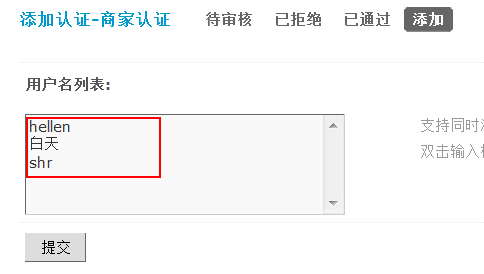 添加认证-商家认证 待审核 已拒绝 已通过 添加
用户名列表:
hellen
白天
shr
支持同时
双击输入
提交